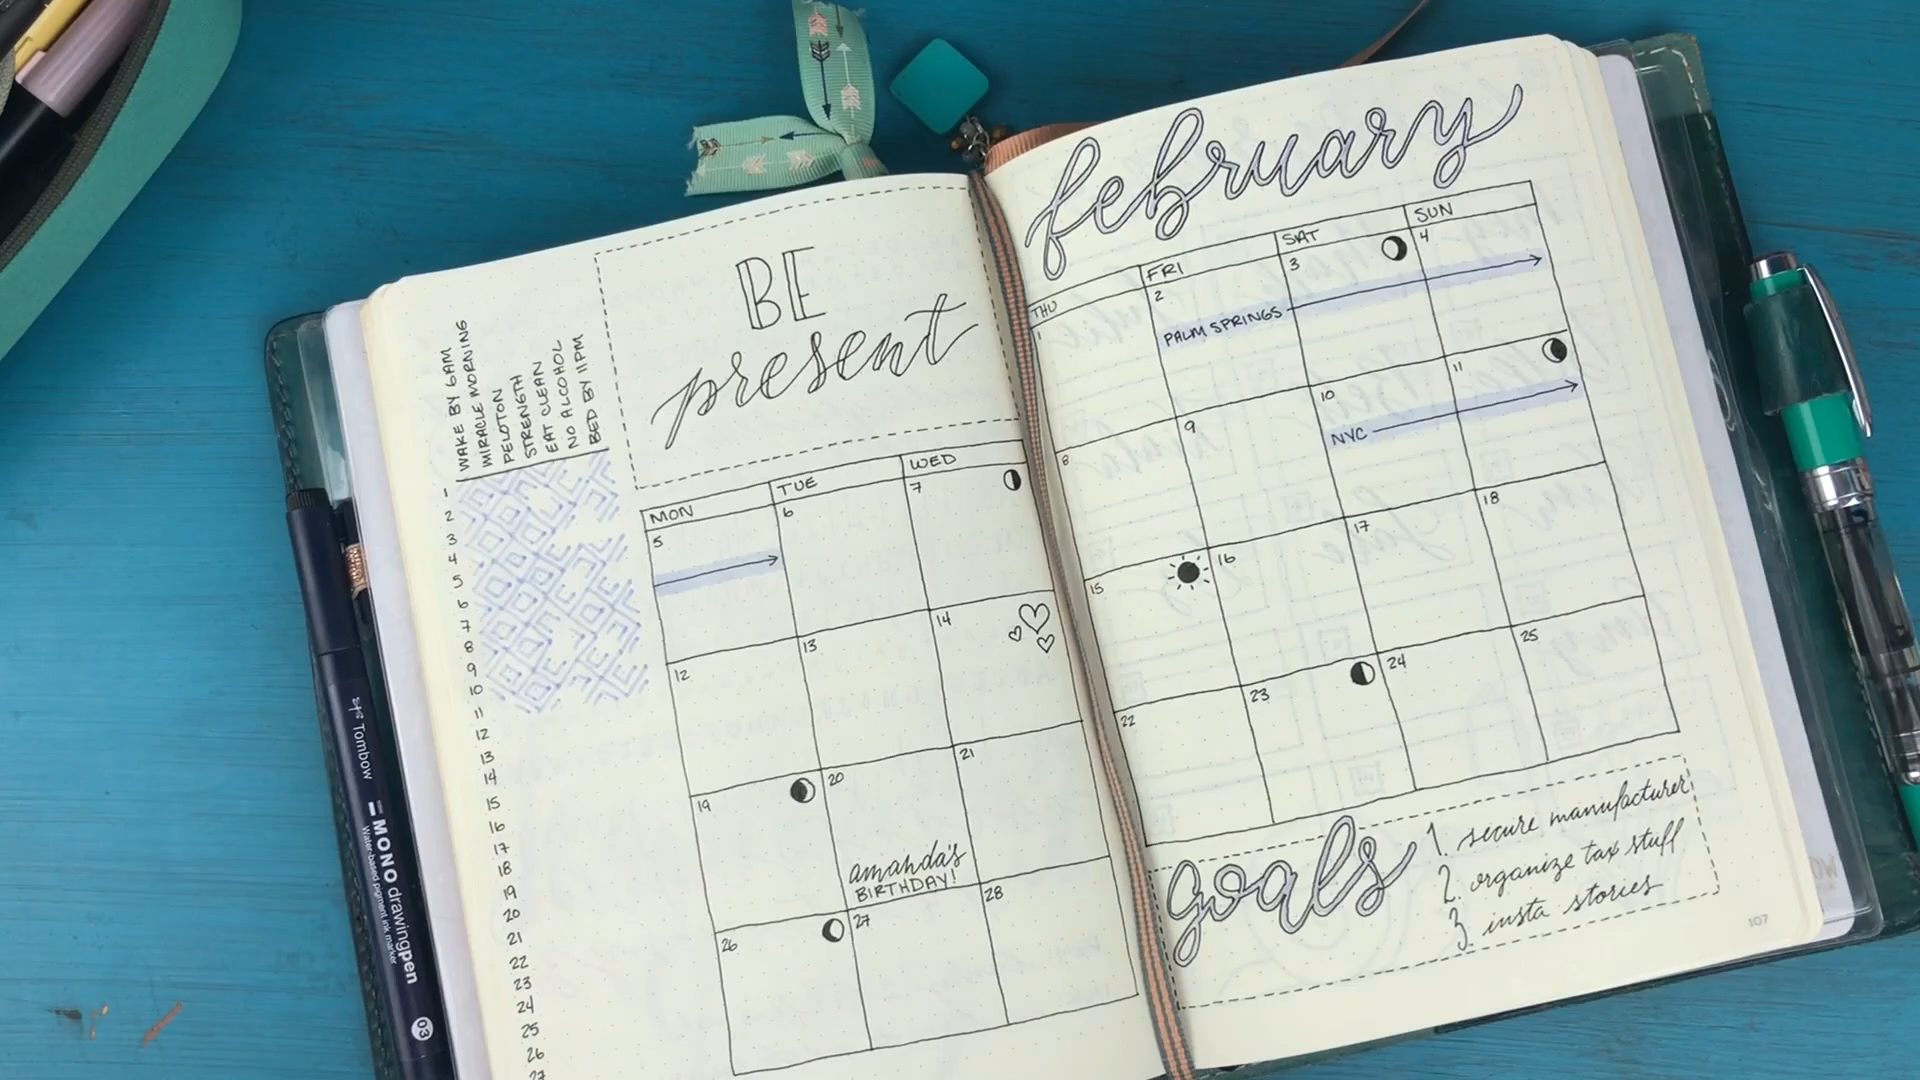 WAKE BY 6AM
MIRACLE MORNING
PELOTON
STRENGTH
EAT CLEAN
NO ALCOHOL
BED BY 11PM
1
2
3
4
5
6
7
8
9
10
11
12
13
14
15
16
17
18
19
20
21
22
23
24
25
26
27
BE
present
MON TUE WED
5 6 7
12 13 14
19 20 21
amanda's
BIRTHDAY!
26 27 28
february
THU FRI SAT SUN
1 2 3 4
PALM SPRINGS
8 9 10 11
NYC
15 16 17 18
22 23 24 25
goals
1. secure manufacturer
2. organize tax stuff
3. insta stories
107
Tombow
MONO drawingpen
Water-based pigment ink marker
03